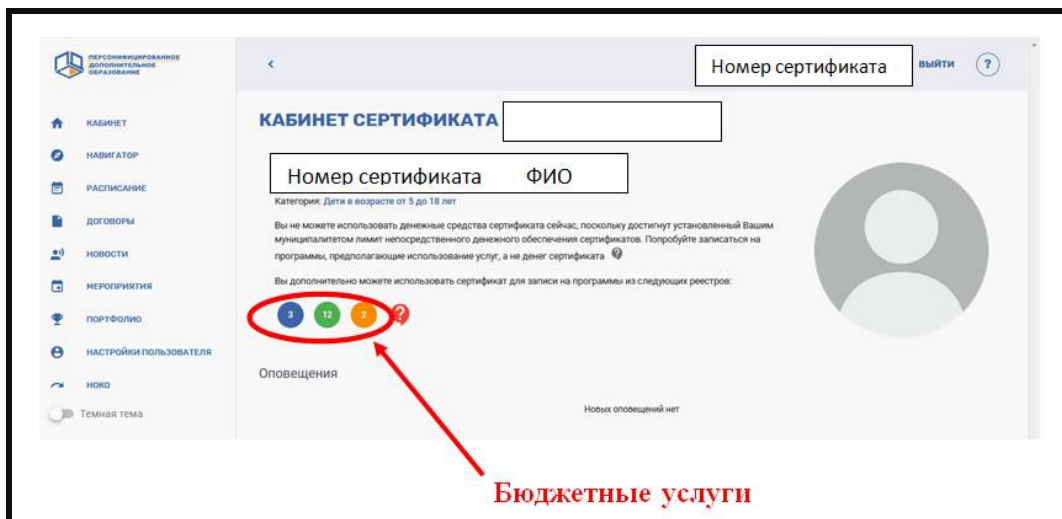 ПЕРСОНИФИЦИРОВАННОЕ
ДОПОЛНИТЕЛЬНОЕ
ОБРАЗОВАНИЕ
Номер сертификата
ВЫЙТИ
?
КАБИНЕТ
НАВИГАТОР
РАСПИСАНИЕ
ДОГОВОРЫ
НОВОСТИ
МЕРОПРИЯТИЯ
ПОРТФОЛИО
НАСТРОЙКИ ПОЛЬЗОВАТЕЛЯ
НОКО
Темная тема
КАБИНЕТ СЕРТИФИКАТА
Номер сертификата ФИО
Категория: Дети в возрасте от 5 до 18 лет
Вы не можете использовать денежные средства сертификата сейчас, поскольку достигнут установленный Вашим
муниципалитетом лимит непосредственного денежного обеспечения сертификатов. Попробуйте записаться на
программы, предполагающие использование услуг, а не денег сертификата ?
Вы дополнительно можете использовать сертификат для записи на программы из следующих реестров:
3 12 2 ?
Оповещения
Новых оповещений нет
Бюджетные услуги